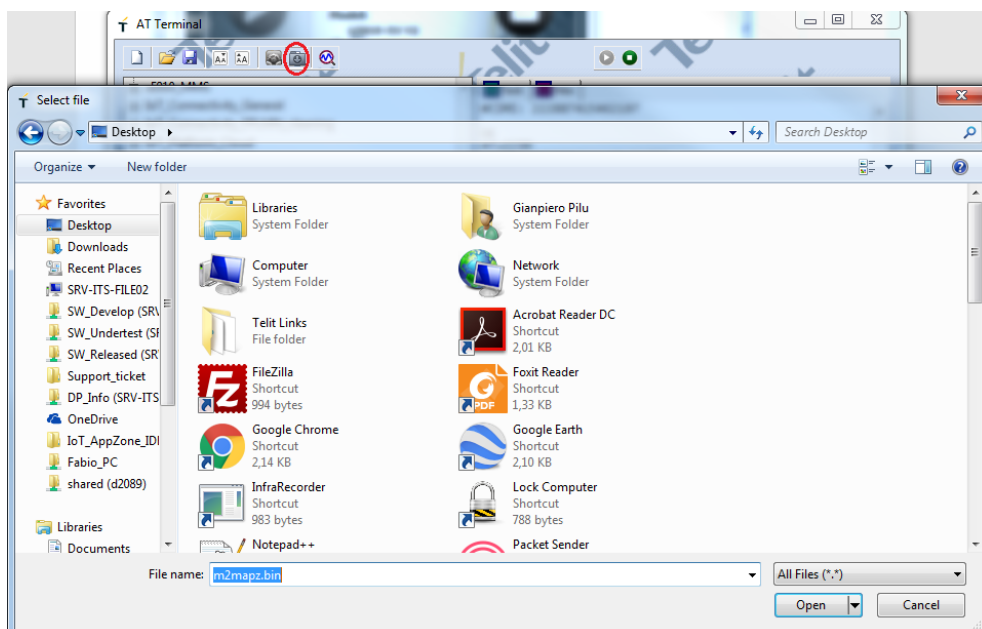 AT Terminal
Telit
Select file
Desktop
Search Desktop
Organize
New folder
Favorites
Desktop
Downloads
Recent Places
SRV-ITS-FILE02
SW_Develop (SRV
SW_Undertest (SF
SW_Released (SR
Support_ticket
DP_Info (SRV-ITS
OneDrive
IoT_AppZone_IDI
Fabio_PC
shared (d2089)
Libraries
Documents
Libraries
System Folder
Gianpiero Pilu
System Folder
Computer
System Folder
Network
System Folder
Telit Links
File folder
Acrobat Reader DC
Shortcut
2,01 KB
FileZilla
Shortcut
994 bytes
Foxit Reader
Shortcut
1,33 KB
Google Chrome
Shortcut
2,14 KB
Google Earth
Shortcut
2,10 KB
InfraRecorder
Shortcut
983 bytes
Lock Computer
Shortcut
788 bytes
Notepad++
Packet Sender
File name: m2mapz.bin
All Files (*.*)
Open
Cancel